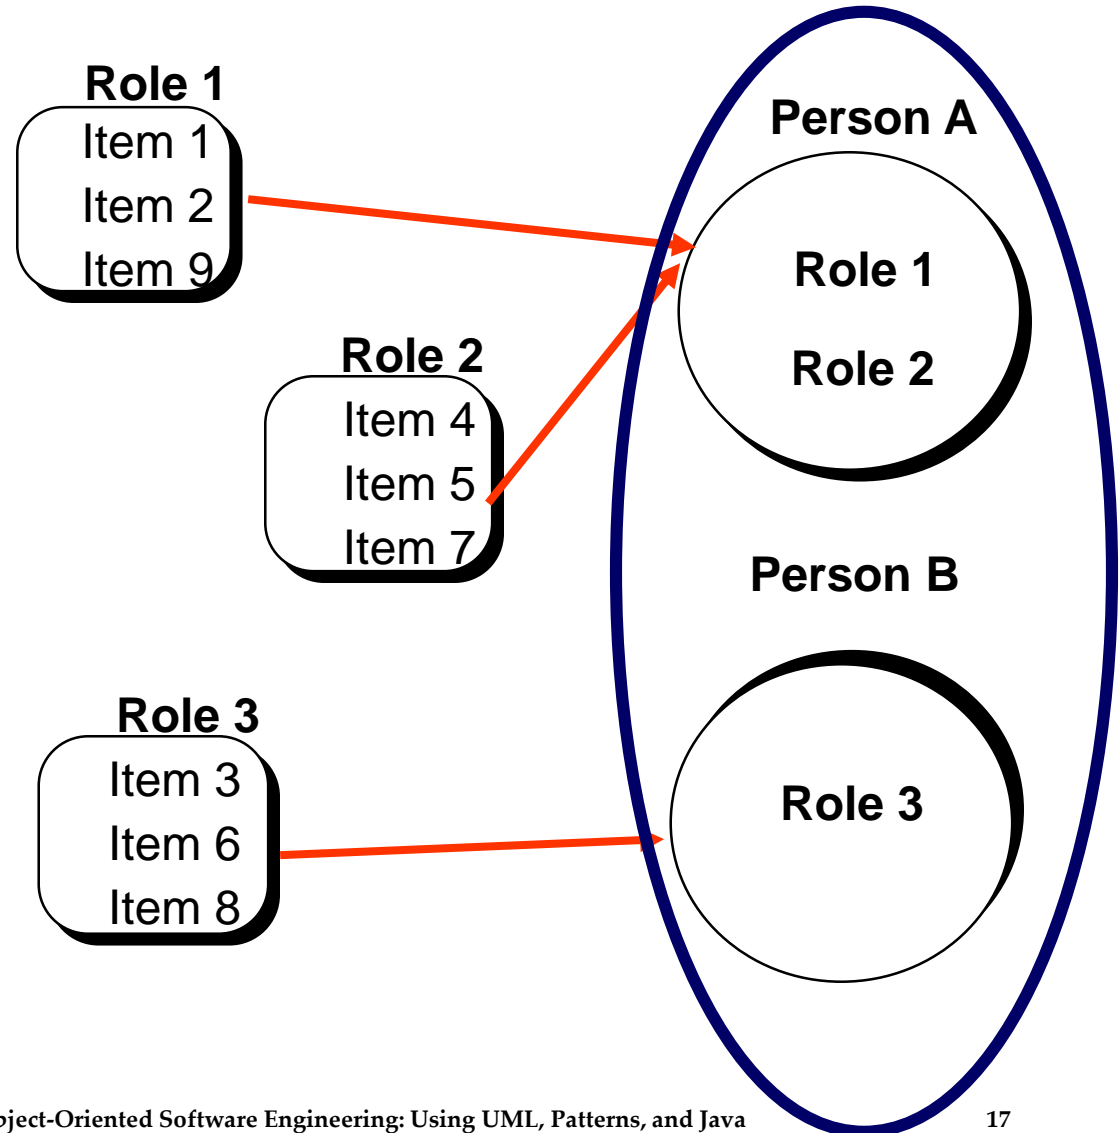 Role 1
Item 1
Item 2
Item 9
Role 2
Item 4
Item 5
Item 7
Role 3
Item 3
Item 6
Item 8
Person A
Role 1
Role 2
Person B
Role 3
Software Engineering: Using UML, Patterns, and Java 17